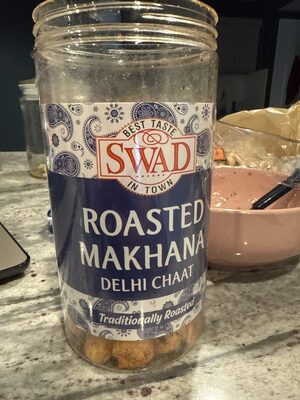 BEST TASTE
SWAD
IN TOWN
ROASTED
MAKHANA
DELHI CHAAT
Traditionally Roasted